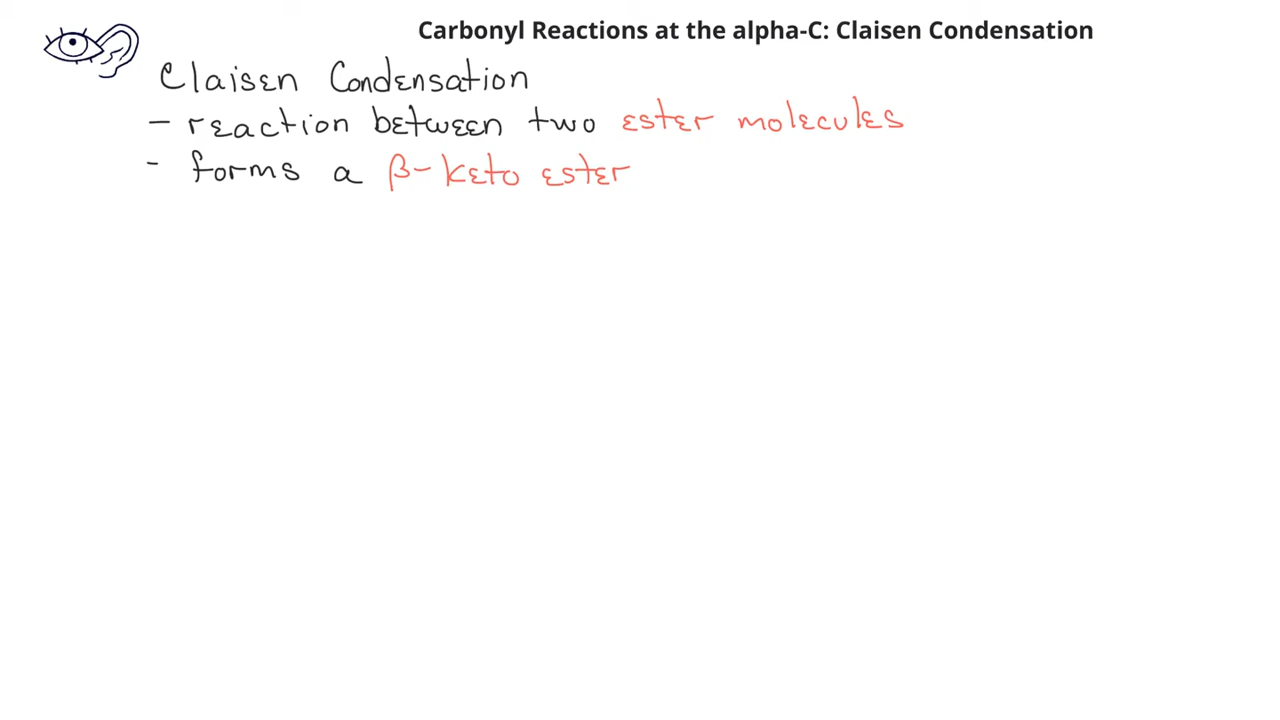 Carbonyl Reactions at the alpha-C: Claisen Condensation
Claisen Condensation
- reaction between two ester molecules
- forms a β-keto ester